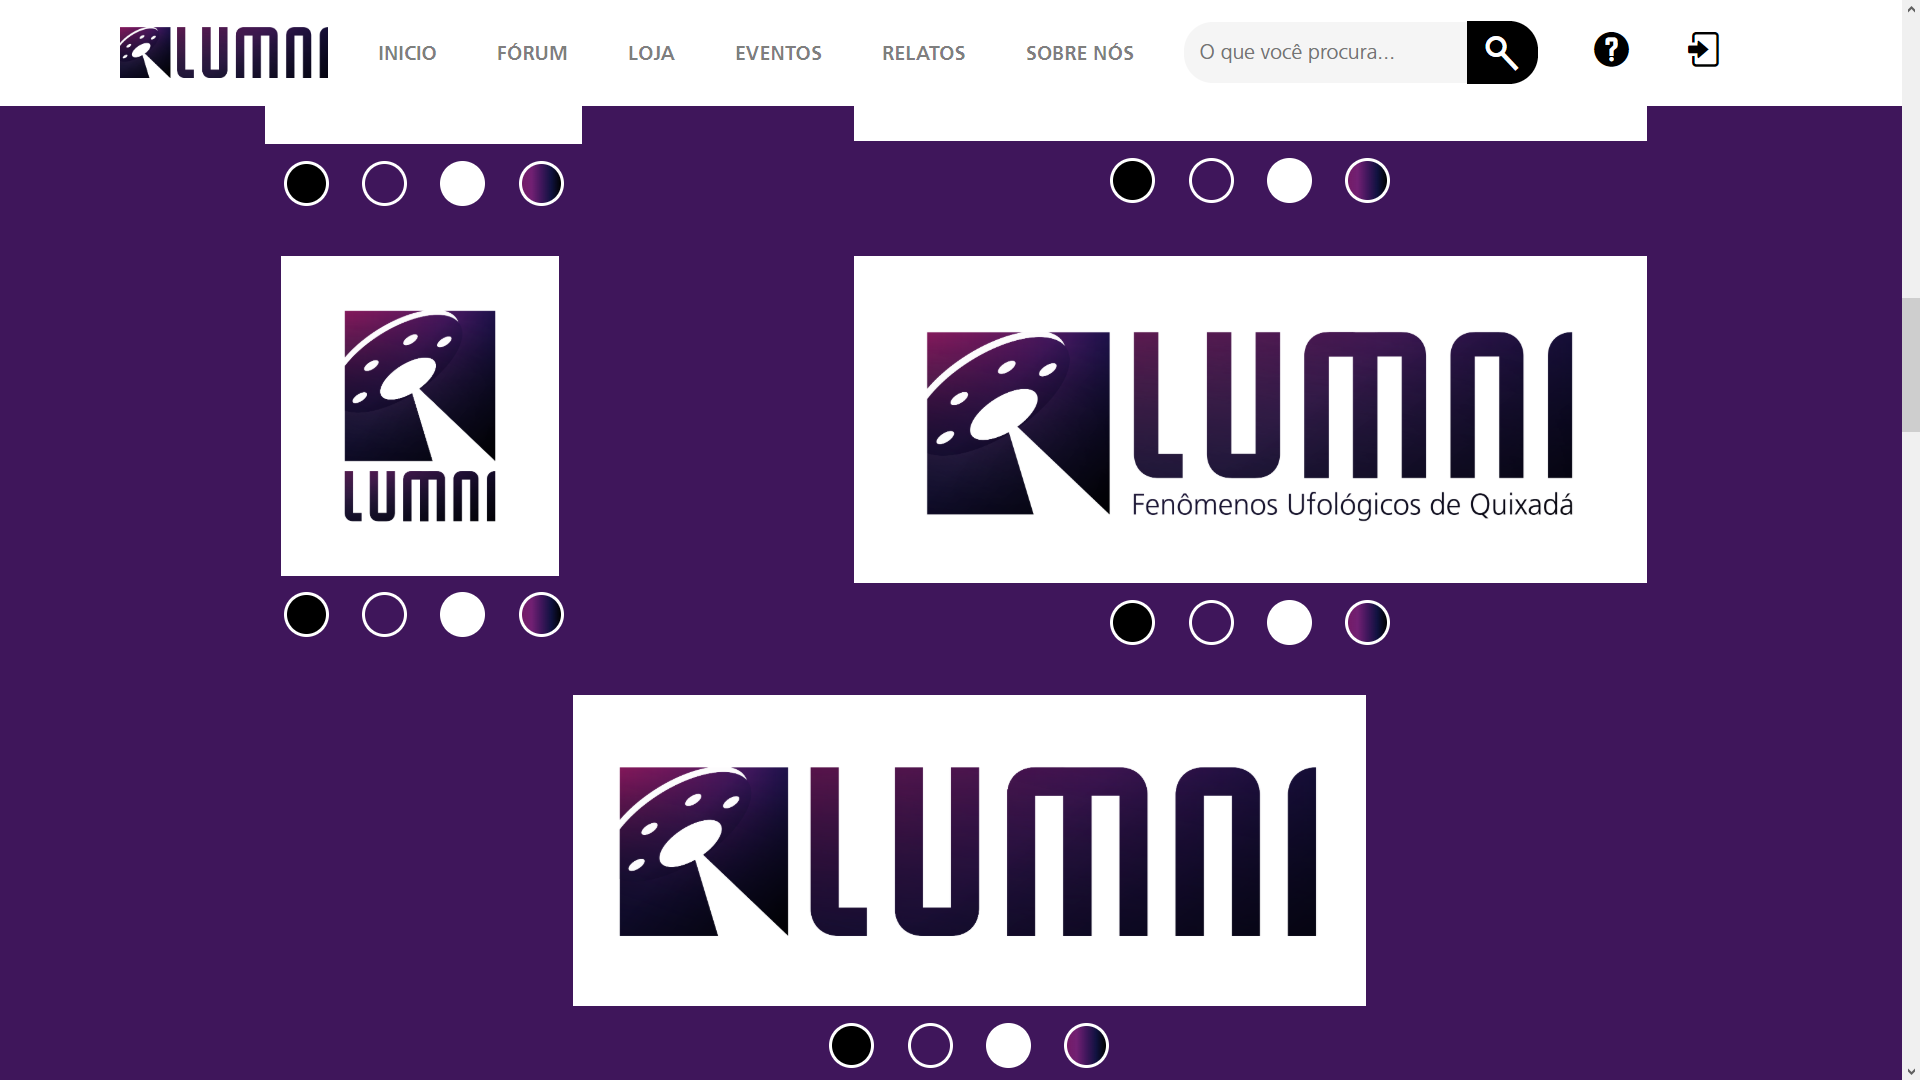 LUMNI
INICIO
FÓRUM
LOJA
EVENTOS
RELATOS
SOBRE NÓS
O que você procura...
?
LUMNI
LUMNI
Fenômenos Ufológicos de Quixadá
LUMNI